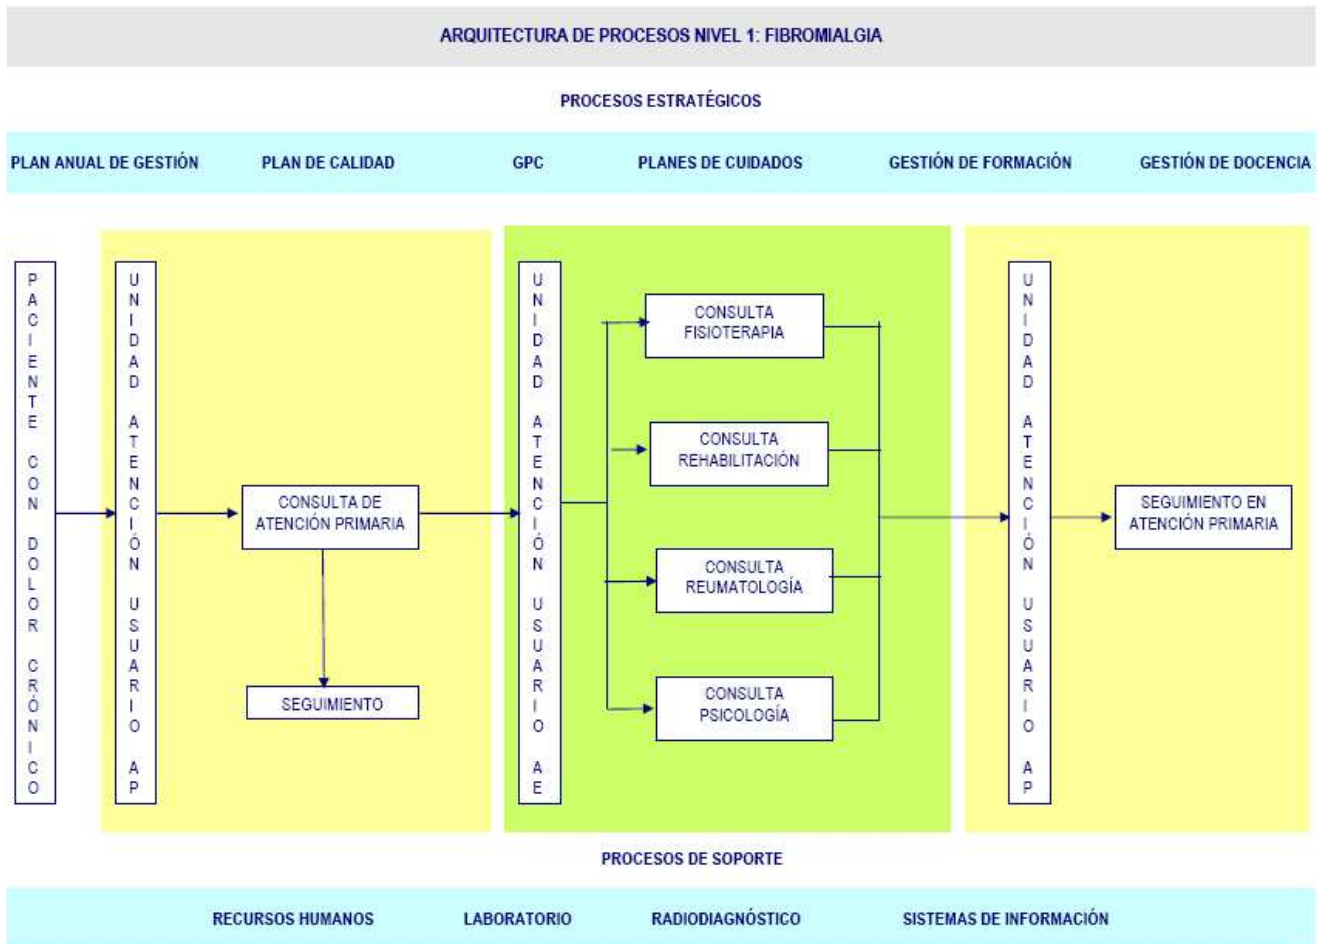 ARQUITECTURA DE PROCESOS NIVEL 1: FIBROMIALGIA
PROCESOS ESTRATÉGICOS
PLAN ANUAL DE GESTIÓN PLAN DE CALIDAD GPC PLANES DE CUIDADOS GESTIÓN DE FORMACIÓN GESTIÓN DE DOCENCIA
PACIENTE CON DOLOR CRÓNICO
UNIDAD ATENCIÓN USUARIO AP
CONSULTA DE
ATENCIÓN PRIMARIA
SEGUIMIENTO
UNIDAD ATENCIÓN USUARIO AE
CONSULTA
FISIOTERAPIA
CONSULTA
REHABILITACIÓN
CONSULTA
REUMATOLOGÍA
CONSULTA
PSICOLOGÍA
UNIDAD ATENCIÓN USUARIO AP
SEGUIMIENTO EN
ATENCIÓN PRIMARIA
PROCESOS DE SOPORTE
RECURSOS HUMANOS LABORATORIO RADIODIAGNÓSTICO SISTEMAS DE INFORMACIÓN